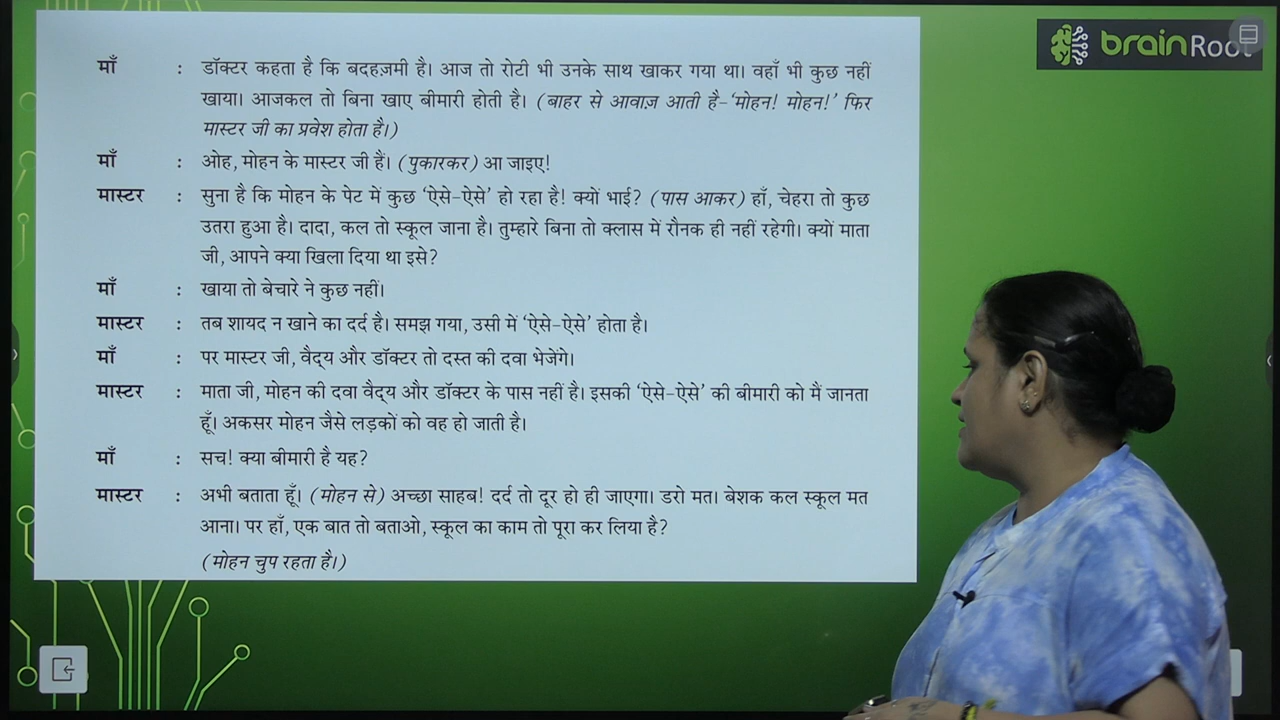 brainRoot
माँ : डॉक्टर कहता है कि बदहज़मी है। आज तो रोटी भी उनके साथ खाकर गया था। वहाँ भी कुछ नहीं
खाया। आजकल तो बिना खाए बीमारी होती है। (बाहर से आवाज़ आती है-‘मोहन! मोहन!’ फिर
मास्टर जी का प्रवेश होता है।)
माँ : ओह, मोहन के मास्टर जी हैं। (पुकारकर) आ जाइए!
मास्टर : सुना है कि मोहन के पेट में कुछ ‘ऐसे-ऐसे’ हो रहा है! क्यों भाई? (पास आकर) हाँ, चेहरा तो कुछ
उतरा हुआ है। दादा, कल तो स्कूल जाना है। तुम्हारे बिना तो क्लास में रौनक ही नहीं रहेगी। क्यों माता
जी, आपने क्या खिला दिया था इसे?
माँ : खाया तो बेचारे ने कुछ नहीं।
मास्टर : तब शायद न खाने का दर्द है। समझ गया, उसी में ‘ऐसे-ऐसे’ होता है।
माँ : पर मास्टर जी, वैद्‌य और डॉक्टर तो दस्त की दवा भेजेंगे।
मास्टर : माता जी, मोहन की दवा वैद्‌य और डॉक्टर के पास नहीं है। इसकी ‘ऐसे-ऐसे’ की बीमारी को मैं जानता
हूँ। अकसर मोहन जैसे लड़कों को वह हो जाती है।
माँ : सच! क्या बीमारी है यह?
मास्टर : अभी बताता हूँ। (मोहन से) अच्छा साहब! दर्द तो दूर हो ही जाएगा। डरो मत। बेशक कल स्कूल मत
आना। पर हाँ, एक बात तो बताओ, स्कूल का काम तो पूरा कर लिया है?
(मोहन चुप रहता है।)